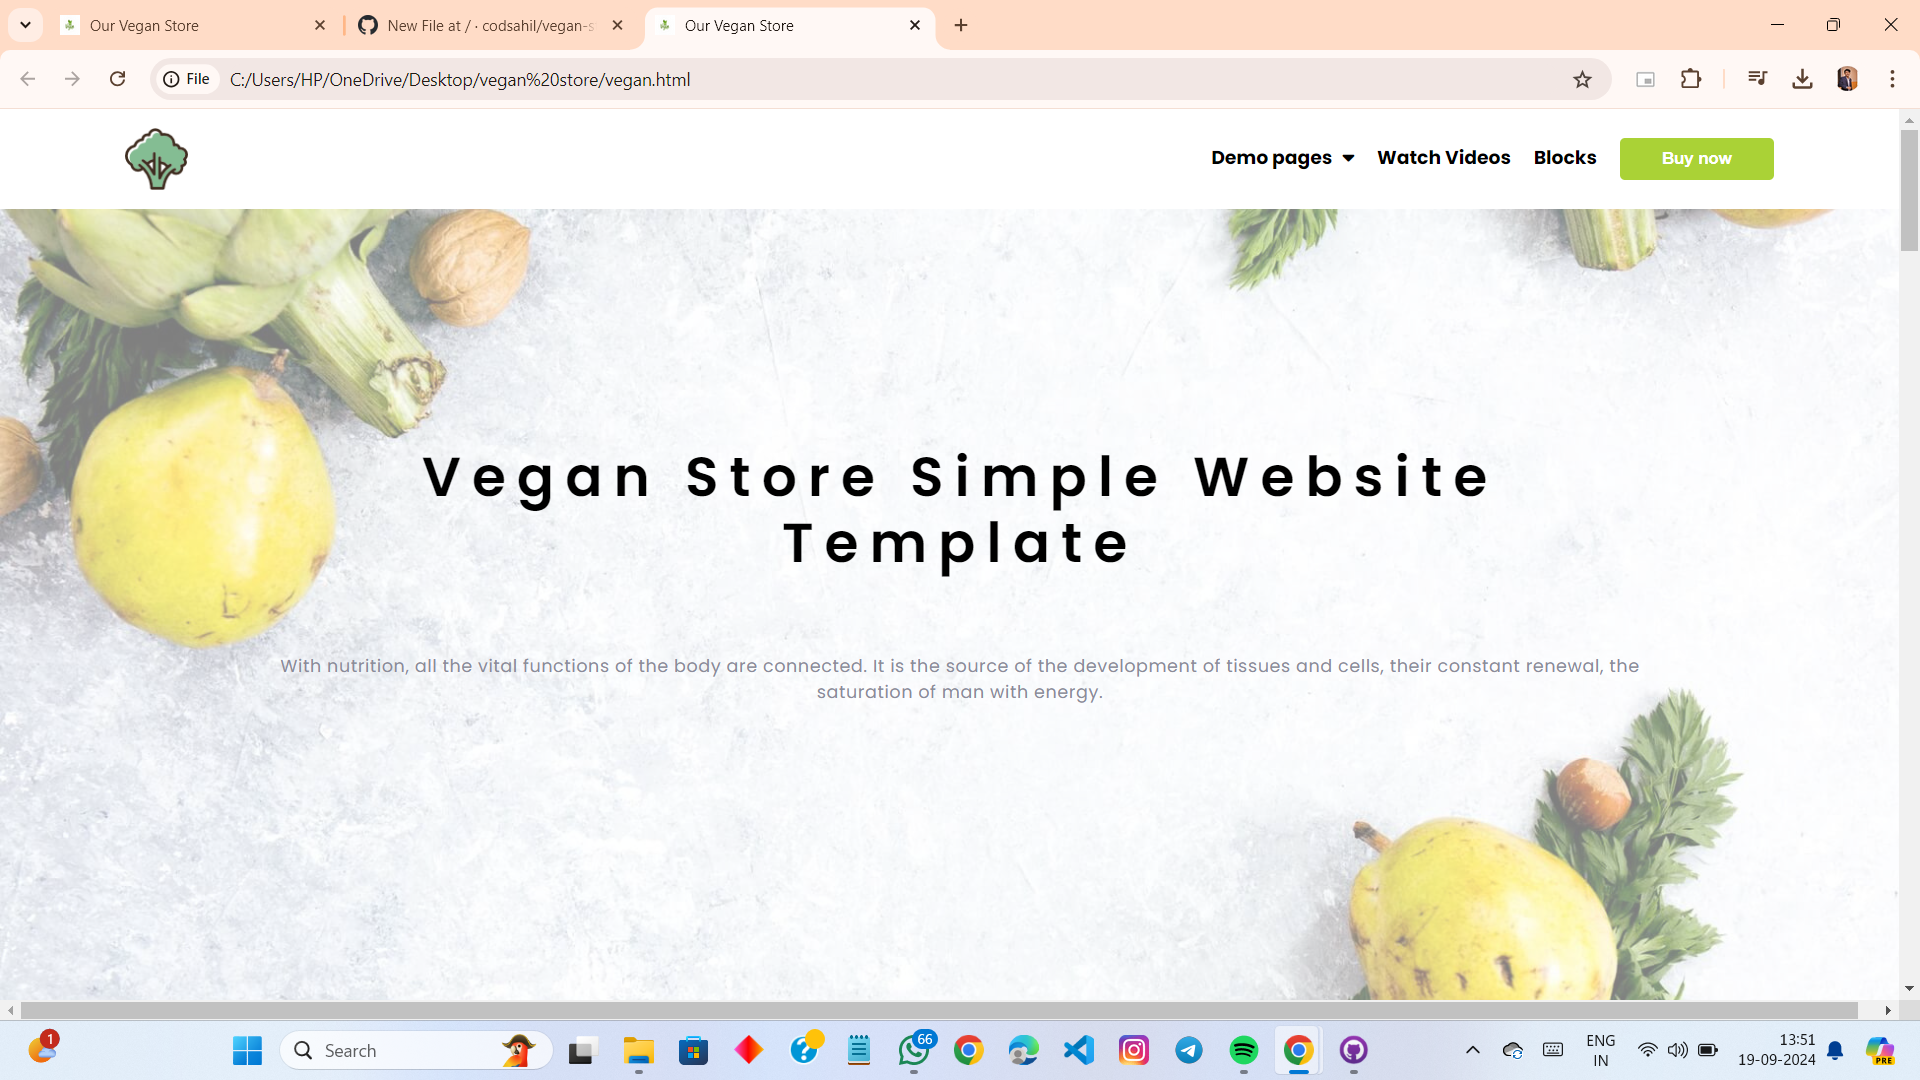 Our Vegan Store
New File at / · codsahil/vegan-s
Our Vegan Store
File
C:/Users/HP/OneDrive/Desktop/vegan%20store/vegan.html
Demo pages
Watch Videos
Blocks
Buy now
Vegan Store Simple Website
Template
With nutrition, all the vital functions of the body are connected. It is the source of the development of tissues and cells, their constant renewal, the
saturation of man with energy.
1
Search
66
ENG
IN
13:51
19-09-2024
PRE